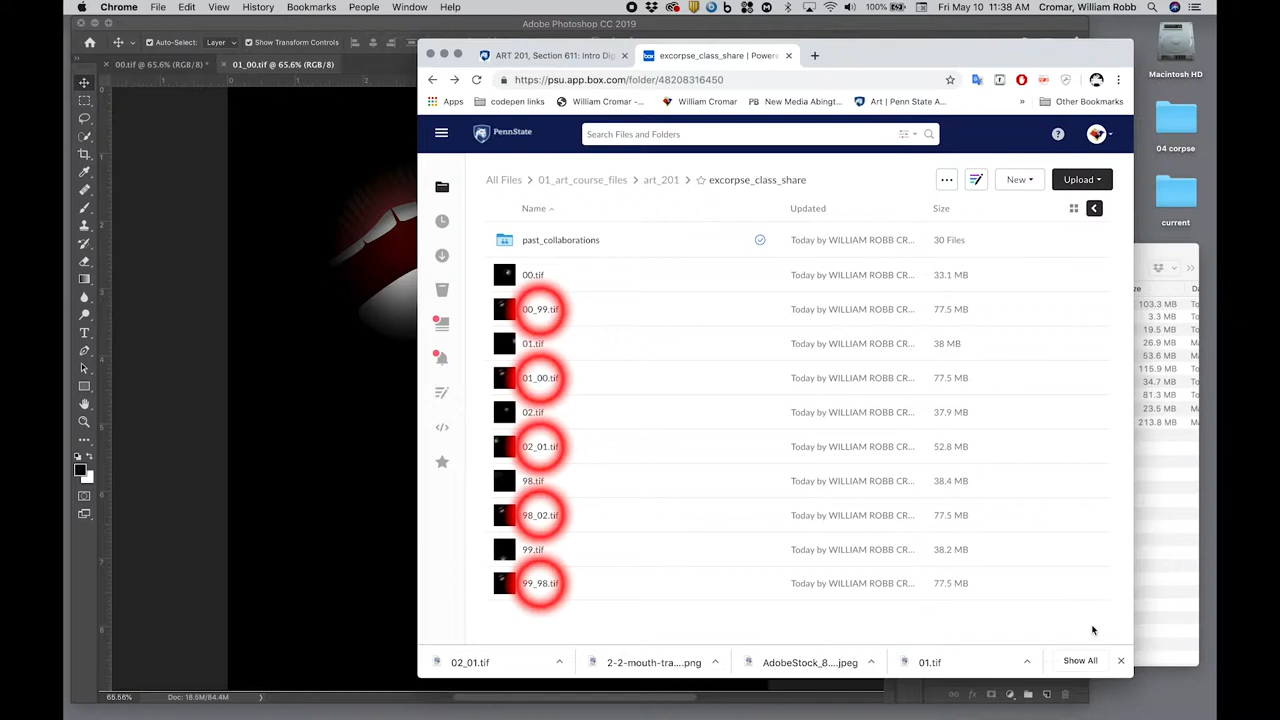 Chrome File Edit View History Bookmarks People Window Help 100% Fri May 10 11:38 AM Cromar, William Robb
Adobe Photoshop CC 2019
Auto-Select: Layer Show Transform Controls
× 00.tif @ 65.6% (RGB/8) * × 01_00.tif @ 65.6% (RGB/8)
ART 201, Section 611: Intro Dig × excorpse_class_share | Powere × +
https://psu.app.box.com/folder/48208316450
Apps codepen links William Cromar -... William Cromar PB New Media Abingt... Art | Penn State A... » Other Bookmarks
PennState Search Files and Folders
All Files > 01_art_course_files > art_201 > excorpse_class_share ... New Upload
Name Updated Size
past_collaborations Today by WILLIAM ROBB CR... 30 Files
00.tif Today by WILLIAM ROBB CR... 33.1 MB
00_99.tif Today by WILLIAM ROBB CR... 77.5 MB
01.tif Today by WILLIAM ROBB CR... 38 MB
01_00.tif Today by WILLIAM ROBB CR... 77.5 MB
02.tif Today by WILLIAM ROBB CR... 37.9 MB
02_01.tif Today by WILLIAM ROBB CR... 52.8 MB
98.tif Today by WILLIAM ROBB CR... 38.4 MB
98_02.tif Today by WILLIAM ROBB CR... 77.5 MB
99.tif Today by WILLIAM ROBB CR... 38.2 MB
99_98.tif Today by WILLIAM ROBB CR... 77.5 MB
02_01.tif 2-2-mouth-tra....png AdobeStock_8....jpeg 01.tif Show All ×
65.56% Doc: 18.5M/84.4M >
Macintosh HD
04 corpse
current
103.3 MB
3.3 MB
19.5 MB
26.9 MB
53.6 MB
115.9 MB
34.7 MB
81.3 MB
23.5 MB
213.8 MB